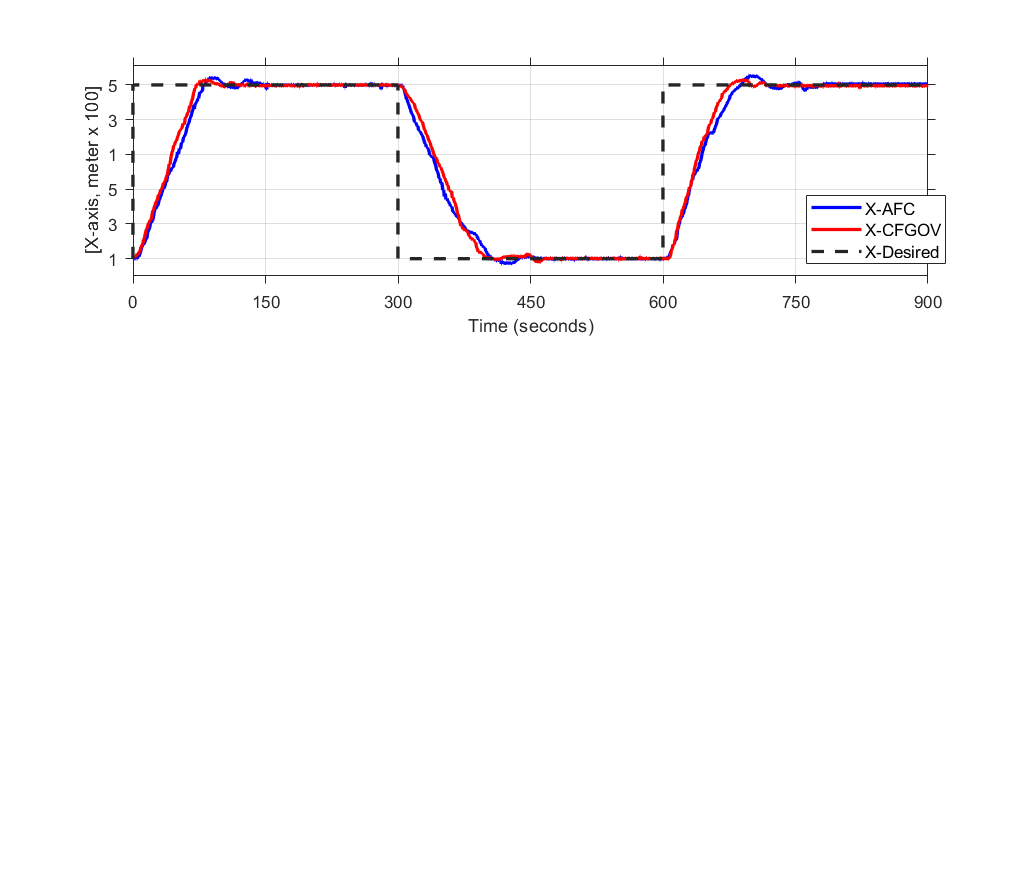 [X-axis, meter x 100]
5
3
1
5
3
1
0 150 300 450 600 750 900
Time (seconds)
X-AFC
X-CFGOV
X-Desired